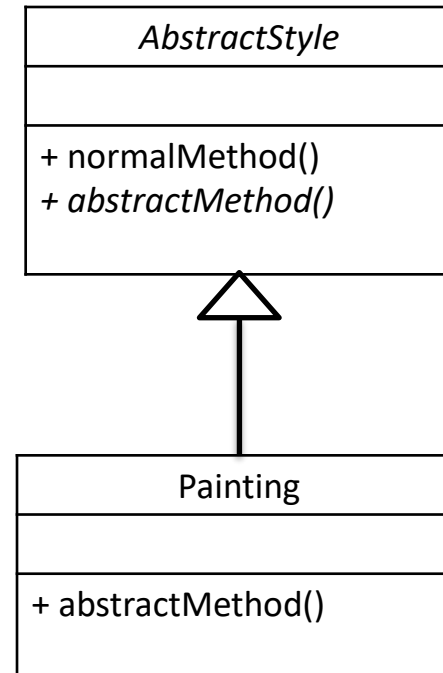 AbstractStyle
+ normalMethod()
+ abstractMethod()
Painting
+ abstractMethod()